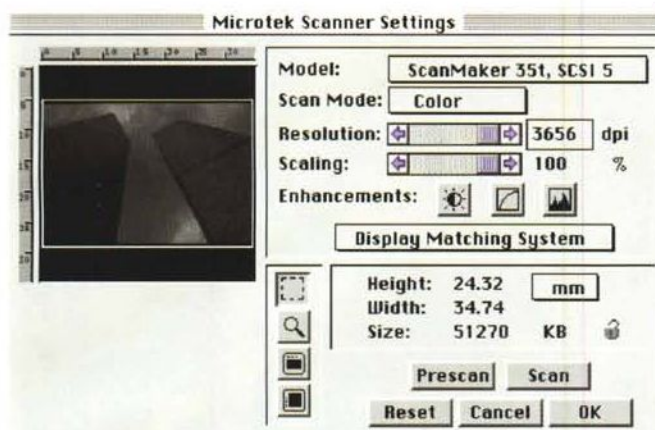 Microtek Scanner Settings
Model: ScanMaker 35t, SCSI 5
Scan Mode: Color
Resolution: 3656 dpi
Scaling: 100 %
Enhancements:
Display Matching System
Height: 24.32 mm
Width: 34.74
Size: 51270 KB
Prescan Scan
Reset Cancel OK